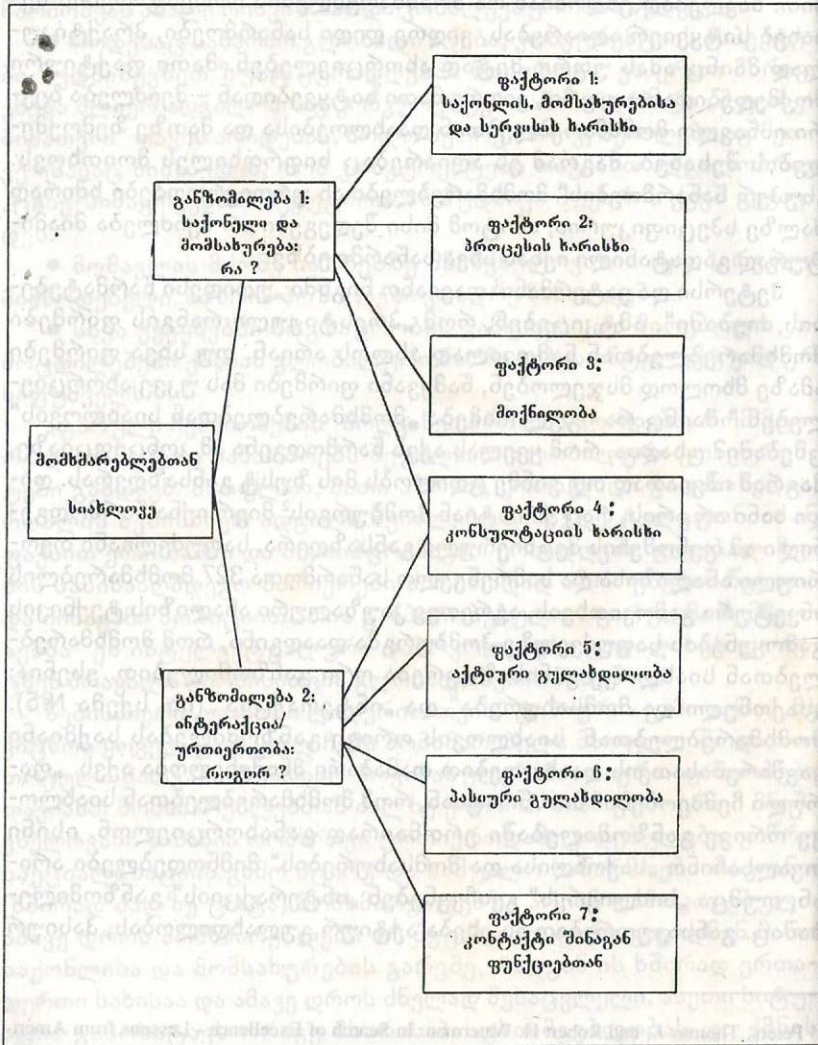 ფაქტორი 1:
საქონლის, მომსახურებისა
და სერვისის ხარისხი
განზომილება 1:
საქონელი და
მომსახურება:
რა ?
ფაქტორი 2:
პროცესის ხარისხი
ფაქტორი 3:
მოქნილობა
მომხმარებლებთან
სიახლოვე
ფაქტორი 4:
კონსულტაციის ხარისხი
ფაქტორი 5:
აქტიური გულახდილობა
განზომილება 2:
ინტერაქცია/
ურთიერთობა:
როგორ ?
ფაქტორი 6:
პასიური გულახდილობა
ფაქტორი 7:
კონტაქტი შინაგან
ფუნქციებთან